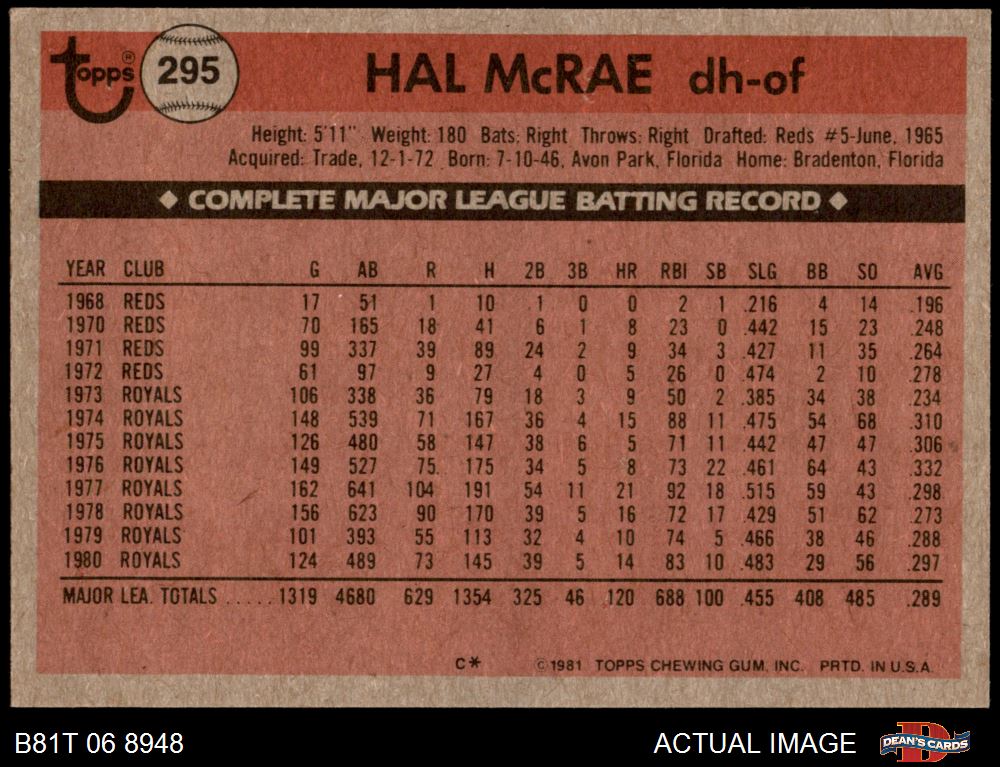 Topps® 295 HAL McRAE dh-of
Height: 5'11" Weight: 180 Bats: Right Throws: Right Drafted: Reds #5-June, 1965
Acquired: Trade, 12-1-72 Born: 7-10-46, Avon Park, Florida Home: Bradenton, Florida
◆ COMPLETE MAJOR LEAGUE BATTING RECORD ◆
YEAR CLUB G AB R H 2B 3B HR RBI SB SLG BB SO AVG
1968 REDS 17 51 1 10 1 0 0 2 1 .216 4 14 .196
1970 REDS 70 165 18 41 6 1 8 23 0 .442 15 23 .248
1971 REDS 99 337 39 89 24 2 9 34 3 .427 11 35 .264
1972 REDS 61 97 9 27 4 0 5 26 0 .474 2 10 .278
1973 ROYALS 106 338 36 79 18 3 9 50 2 .385 34 38 .234
1974 ROYALS 148 539 71 167 36 4 15 88 11 .475 54 68 .310
1975 ROYALS 126 480 58 147 38 6 5 71 11 .442 47 47 .306
1976 ROYALS 149 527 75 175 34 5 8 73 22 .461 64 43 .332
1977 ROYALS 162 641 104 191 54 11 21 92 18 .515 59 43 .298
1978 ROYALS 156 623 90 170 39 5 16 72 17 .429 51 62 .273
1979 ROYALS 101 393 55 113 32 4 10 74 5 .466 38 46 .288
1980 ROYALS 124 489 73 145 39 5 14 83 10 .483 29 56 .297
MAJOR LEA. TOTALS ..... 1319 4680 629 1354 325 46 120 688 100 .455 408 485 .289
C* ©1981 TOPPS CHEWING GUM, INC. PRTD. IN U.S.A.
B81T 06 8948 ACTUAL IMAGE D DEAN'S CARDS